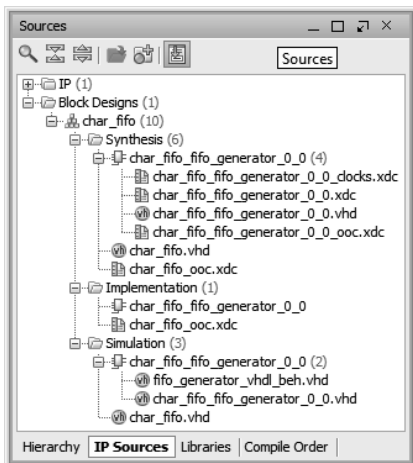 Sources
Sources
IP (1)
Block Designs (1)
char_fifo (10)
Synthesis (6)
char_fifo_fifo_generator_0_0 (4)
char_fifo_fifo_generator_0_0_clocks.xdc
char_fifo_fifo_generator_0_0.xdc
char_fifo_fifo_generator_0_0.vhd
char_fifo_fifo_generator_0_0_ooc.xdc
char_fifo.vhd
char_fifo_ooc.xdc
Implementation (1)
char_fifo_fifo_generator_0_0
char_fifo_ooc.xdc
Simulation (3)
char_fifo_fifo_generator_0_0 (2)
fifo_generator_vhdl_beh.vhd
char_fifo_fifo_generator_0_0.vhd
char_fifo.vhd
Hierarchy IP Sources Libraries Compile Order